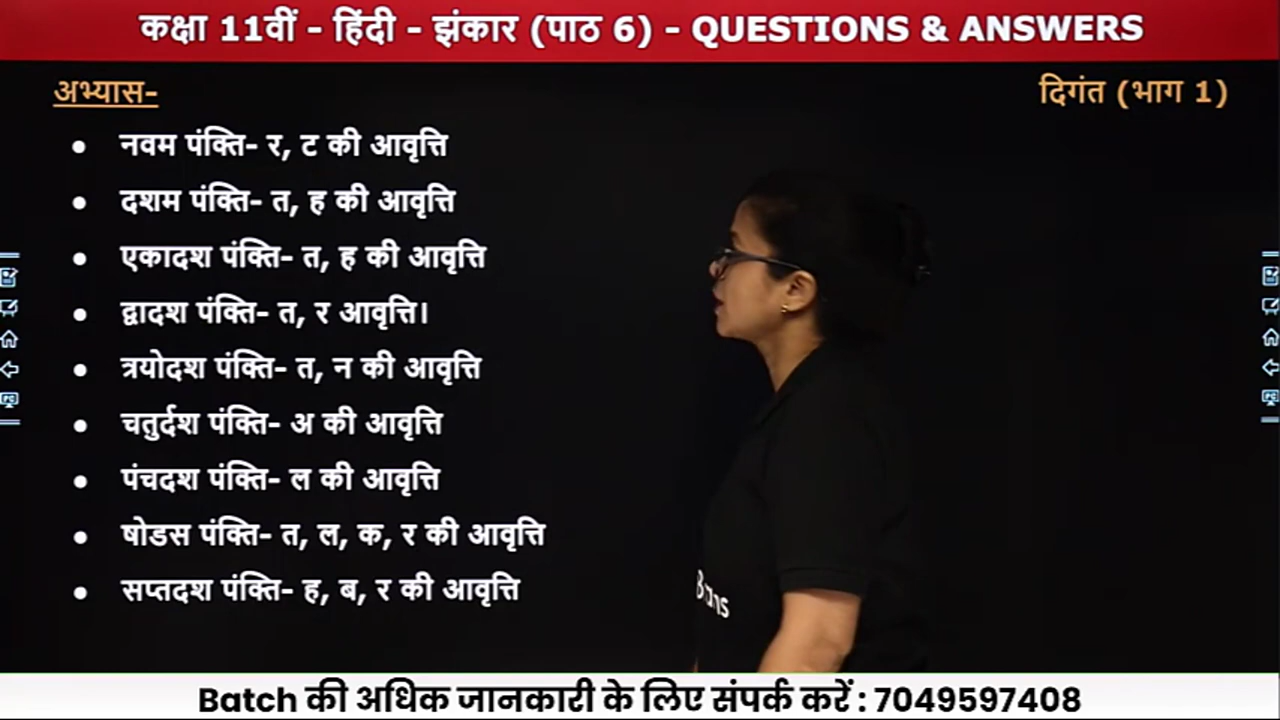 कक्षा 11वीं - हिंदी - झंकार (पाठ 6) - QUESTIONS & ANSWERS
अभ्यास-
दिगंत (भाग 1)
• नवम पंक्ति- र, ट की आवृत्ति
• दशम पंक्ति- त, ह की आवृत्ति
• एकादश पंक्ति- त, ह की आवृत्ति
• द्वादश पंक्ति- त, र आवृत्ति।
• त्रयोदश पंक्ति- त, न की आवृत्ति
• चतुर्दश पंक्ति- अ की आवृत्ति
• पंचदश पंक्ति- ल की आवृत्ति
• षोडस पंक्ति- त, ल, क, र की आवृत्ति
• सप्तदश पंक्ति- ह, ब, र की आवृत्ति
Batch की अधिक जानकारी के लिए संपर्क करें : 7049597408